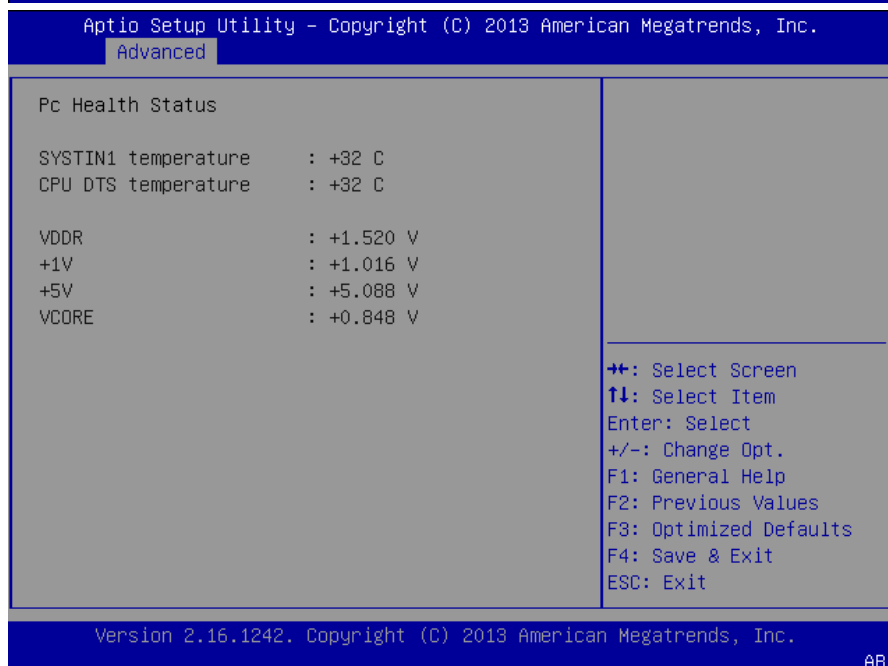 Aptio Setup Utility – Copyright (C) 2013 American Megatrends, Inc.
Advanced
Pc Health Status
SYSTIN1 temperature : +32 C
CPU DTS temperature : +32 C
VDDR : +1.520 V
+1V : +1.016 V
+5V : +5.088 V
VCORE : +0.848 V
→←: Select Screen
↑↓: Select Item
Enter: Select
+/-: Change Opt.
F1: General Help
F2: Previous Values
F3: Optimized Defaults
F4: Save & Exit
ESC: Exit
Version 2.16.1242. Copyright (C) 2013 American Megatrends, Inc.
AB